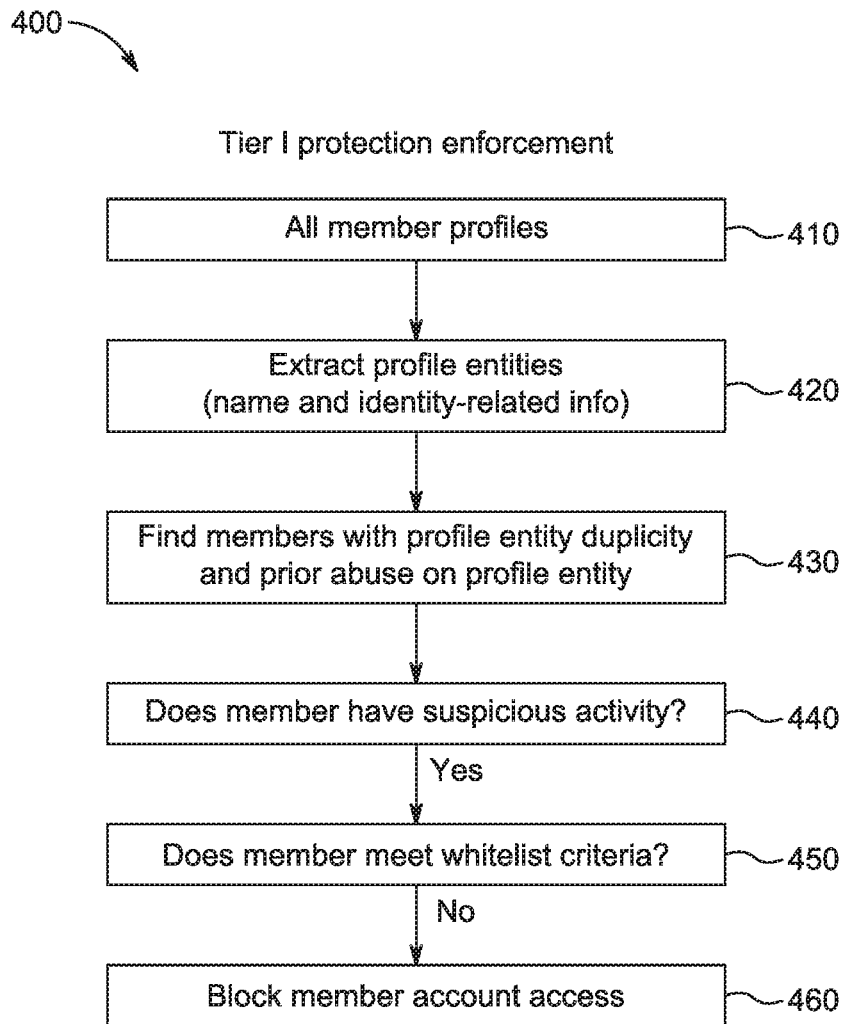 400
Tier I protection enforcement
All member profiles
410
Extract profile entities
(name and identity-related info)
420
Find members with profile entity duplicity
and prior abuse on profile entity
430
Does member have suspicious activity?
440
Yes
Does member meet whitelist criteria?
450
No
Block member account access
460